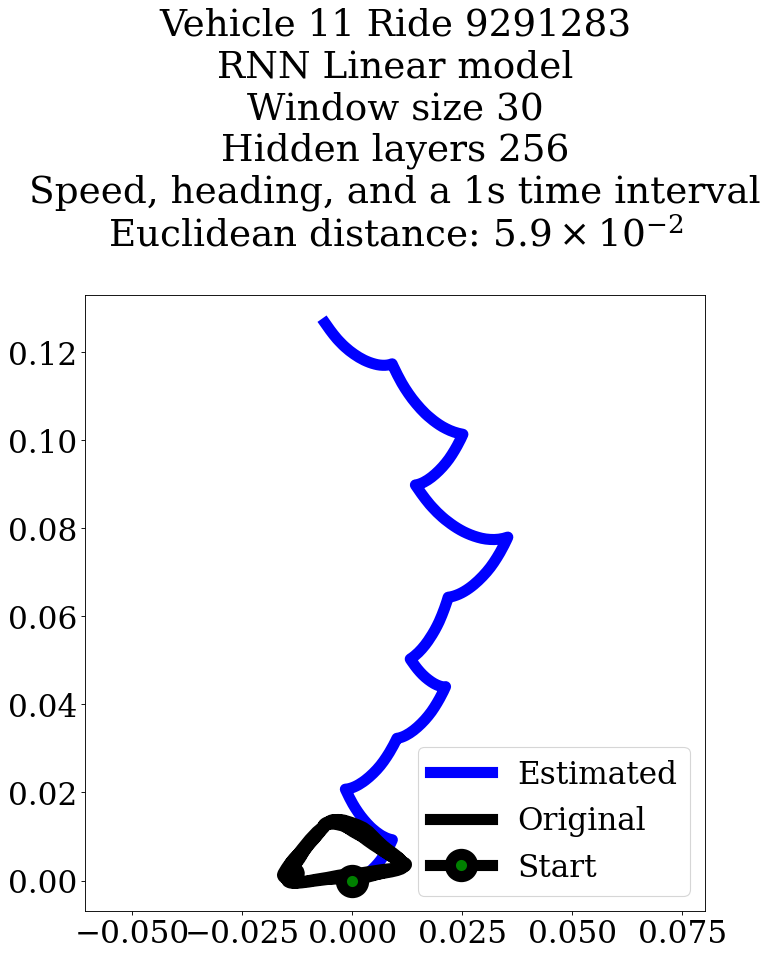 Vehicle 11 Ride 9291283
RNN Linear model
Window size 30
Hidden layers 256
Speed, heading, and a 1s time interval
Euclidean distance: 5.9 × 10⁻²
0.12
0.10
0.08
0.06
0.04
0.02
0.00
Estimated
Original
Start
−0.050 −0.025 0.000 0.025 0.050 0.075